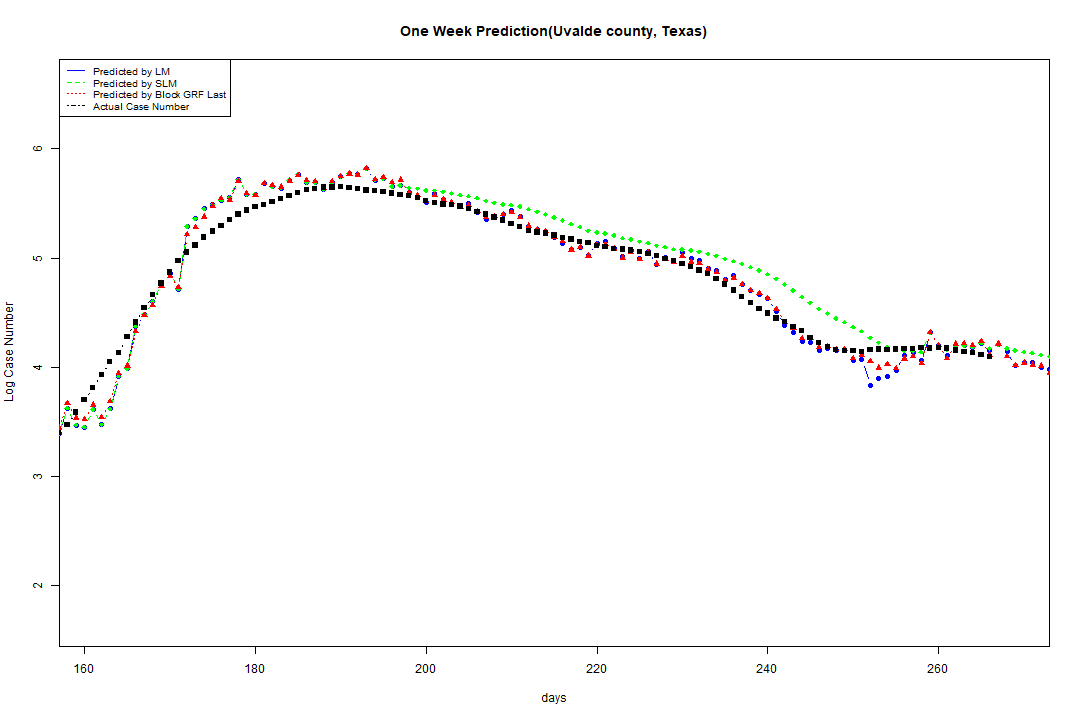 One Week Prediction(Uvalde county, Texas)
Predicted by LM
Predicted by SLM
Predicted by Block GRF Last
Actual Case Number
6
5
4
3
2
Log Case Number
160 180 200 220 240 260
days